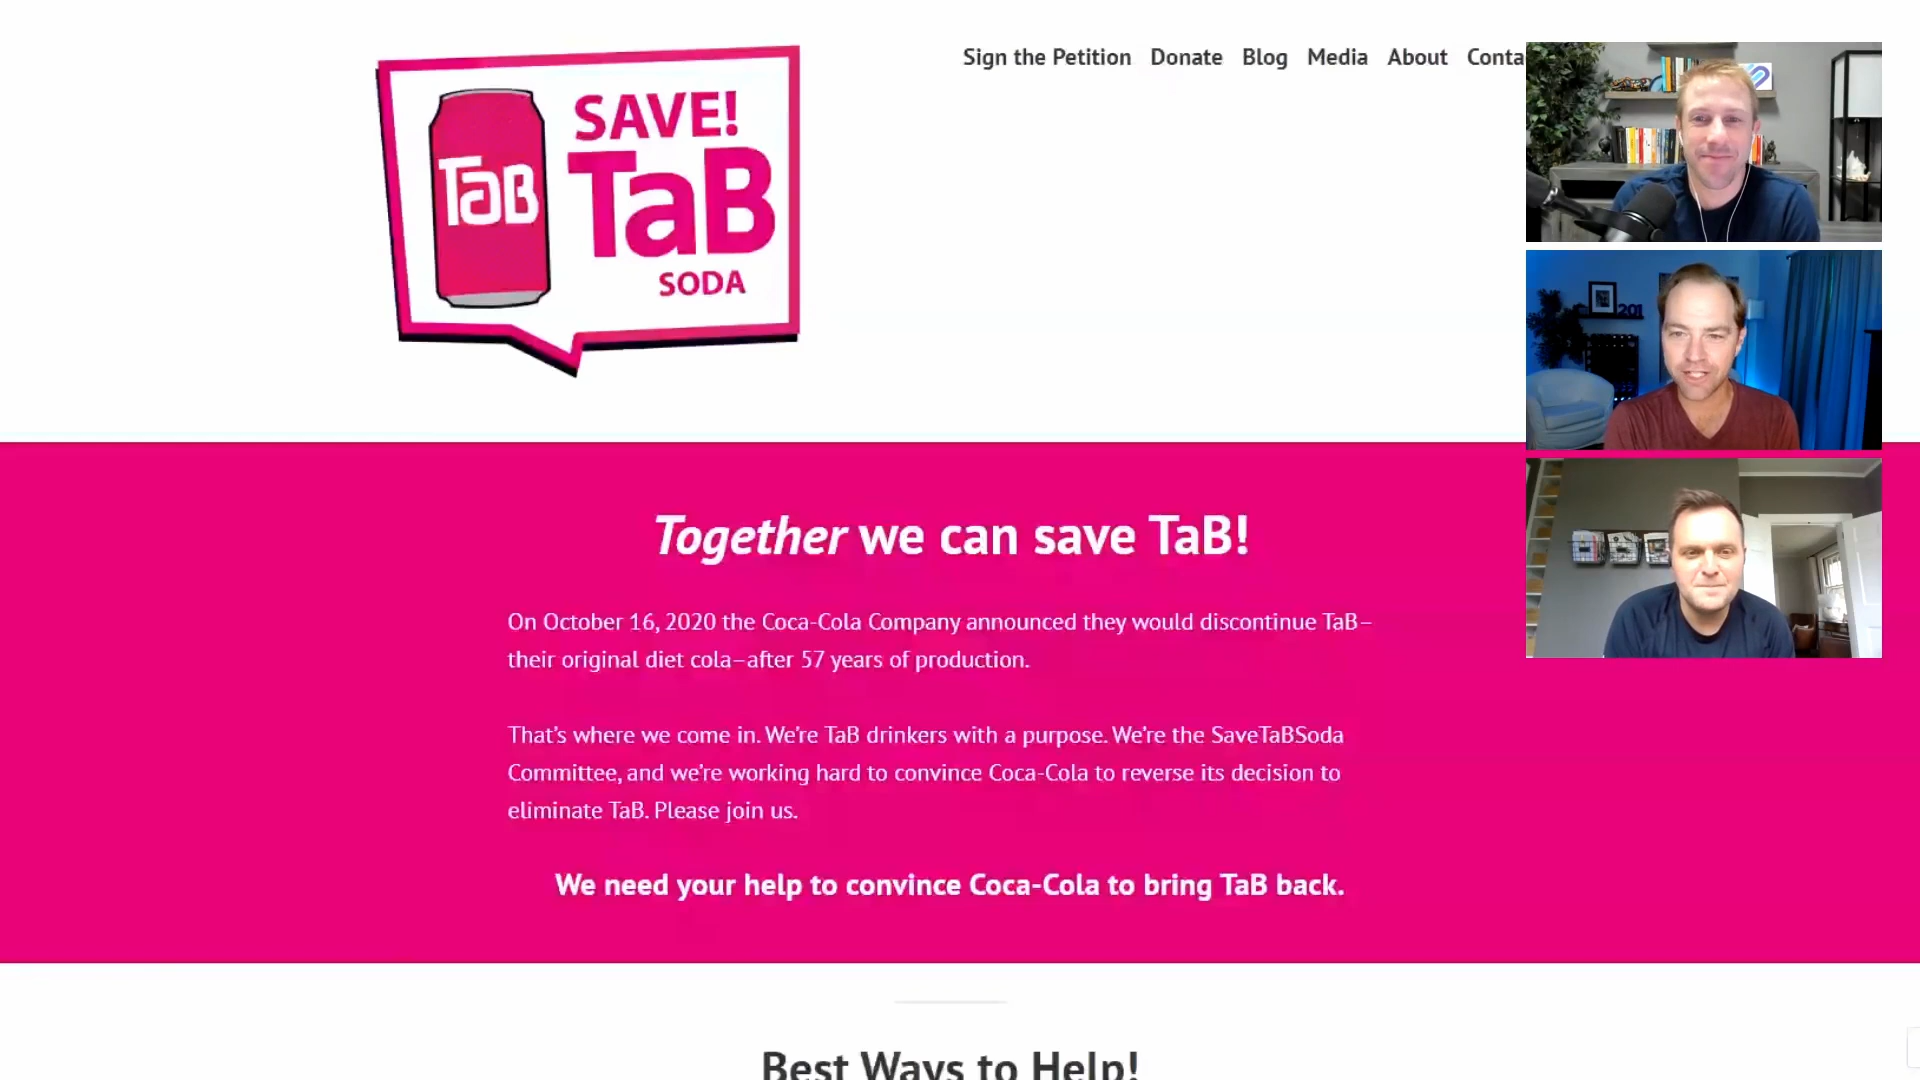 Sign the Petition Donate Blog Media About Conta
SAVE!
TaB
TaB
SODA
201
Together we can save TaB!
On October 16, 2020 the Coca-Cola Company announced they would discontinue TaB–
their original diet cola–after 57 years of production.
That's where we come in. We're TaB drinkers with a purpose. We're the SaveTaBSoda
Committee, and we're working hard to convince Coca-Cola to reverse its decision to
eliminate TaB. Please join us.
We need your help to convince Coca-Cola to bring TaB back.
Best Ways to Help!